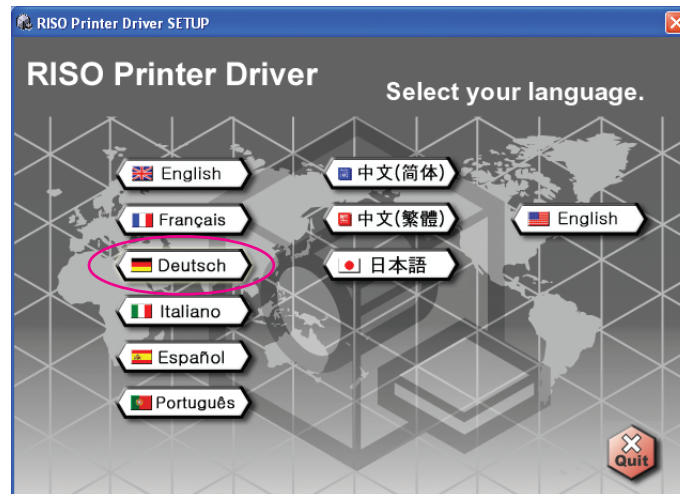 RISO Printer Driver SETUP
RISO Printer Driver
Select your language.
English
Français
Deutsch
Italiano
Español
Português
中文(简体)
中文(繁體)
日本語
English
Quit